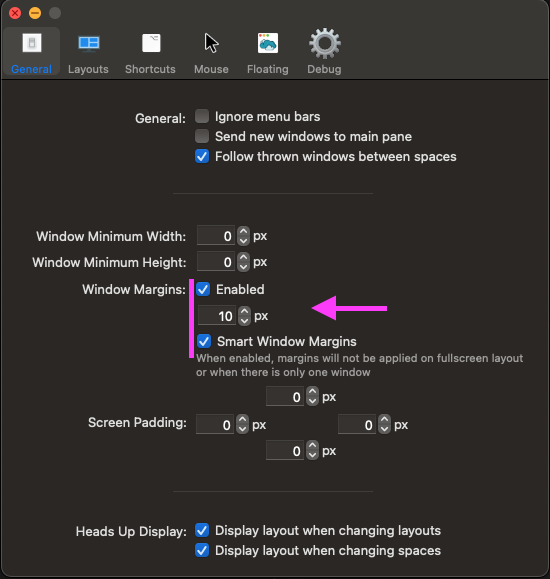 General Layouts Shortcuts Mouse Floating Debug
General: Ignore menu bars
Send new windows to main pane
Follow thrown windows between spaces
Window Minimum Width: 0 px
Window Minimum Height: 0 px
Window Margins: Enabled
10 px
Smart Window Margins
When enabled, margins will not be applied on fullscreen layout
or when there is only one window
0 px
Screen Padding: 0 px 0 px
0 px
Heads Up Display: Display layout when changing layouts
Display layout when changing spaces